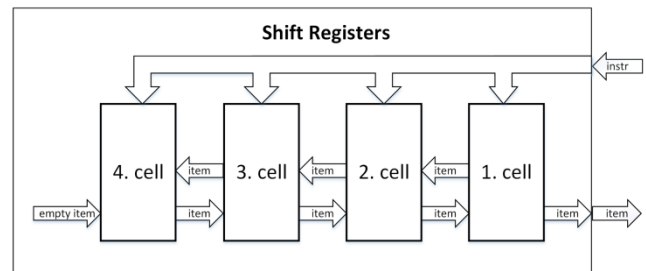 Shift Registers
instr
4. cell
3. cell
2. cell
1. cell
item
item
item
empty item
item
item
item
item
item